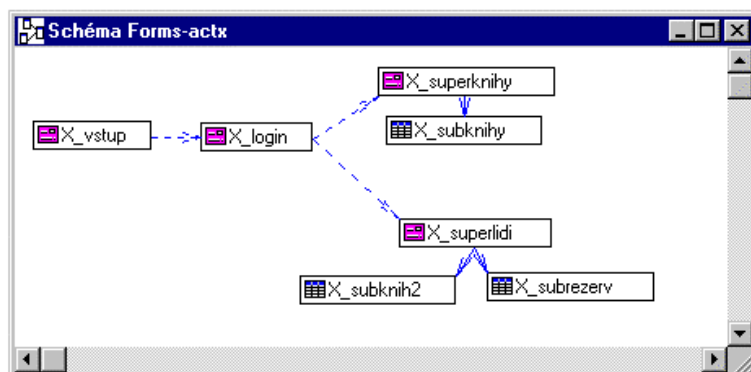 Schéma Forms-actx
X_superknihy
X_vstup
X_login
X_subknihy
X_superlidi
X_subknih2
X_subrezerv